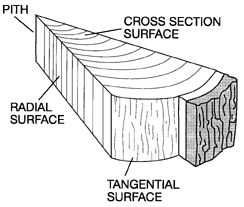 PITH
CROSS SECTION
SURFACE
RADIAL
SURFACE
TANGENTIAL
SURFACE